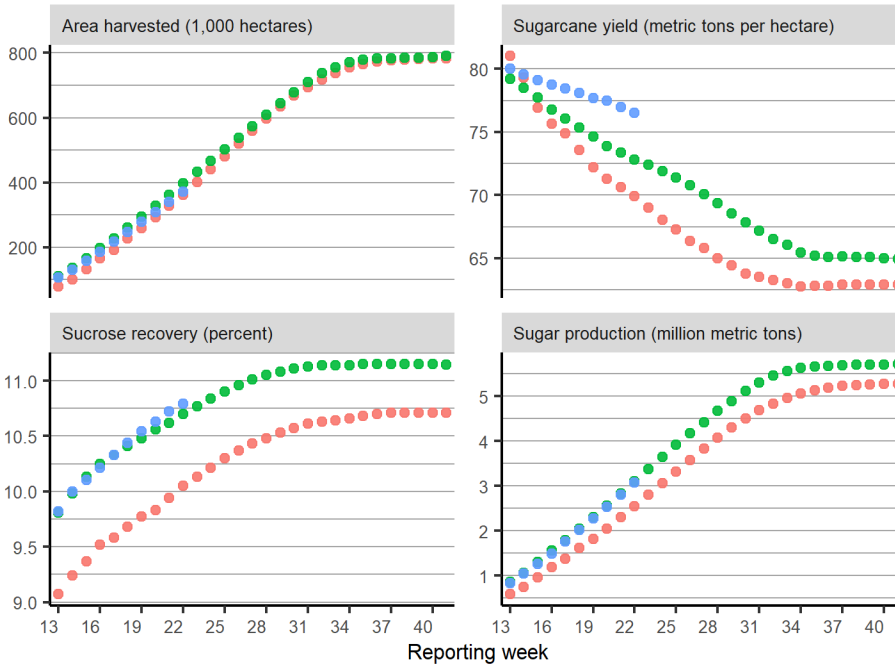 Area harvested (1,000 hectares)
800
600
400
200
Sugarcane yield (metric tons per hectare)
80
75
70
65
Sucrose recovery (percent)
11.0
10.5
10.0
9.5
9.0
13 16 19 22 25 28 31 34 37 40
Sugar production (million metric tons)
5
4
3
2
1
13 16 19 22 25 28 31 34 37 40
Reporting week